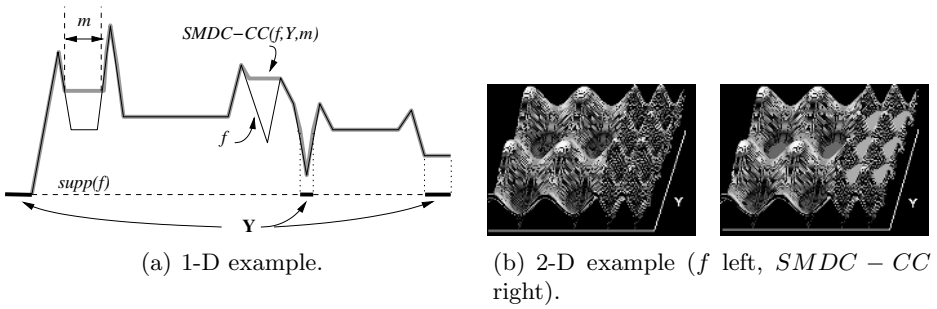 m
SMDC−CC(f,Y,m)
f
supp(f)
Y
Y
Y
(a) 1-D example.
(b) 2-D example (f left, SMDC − CC
right).